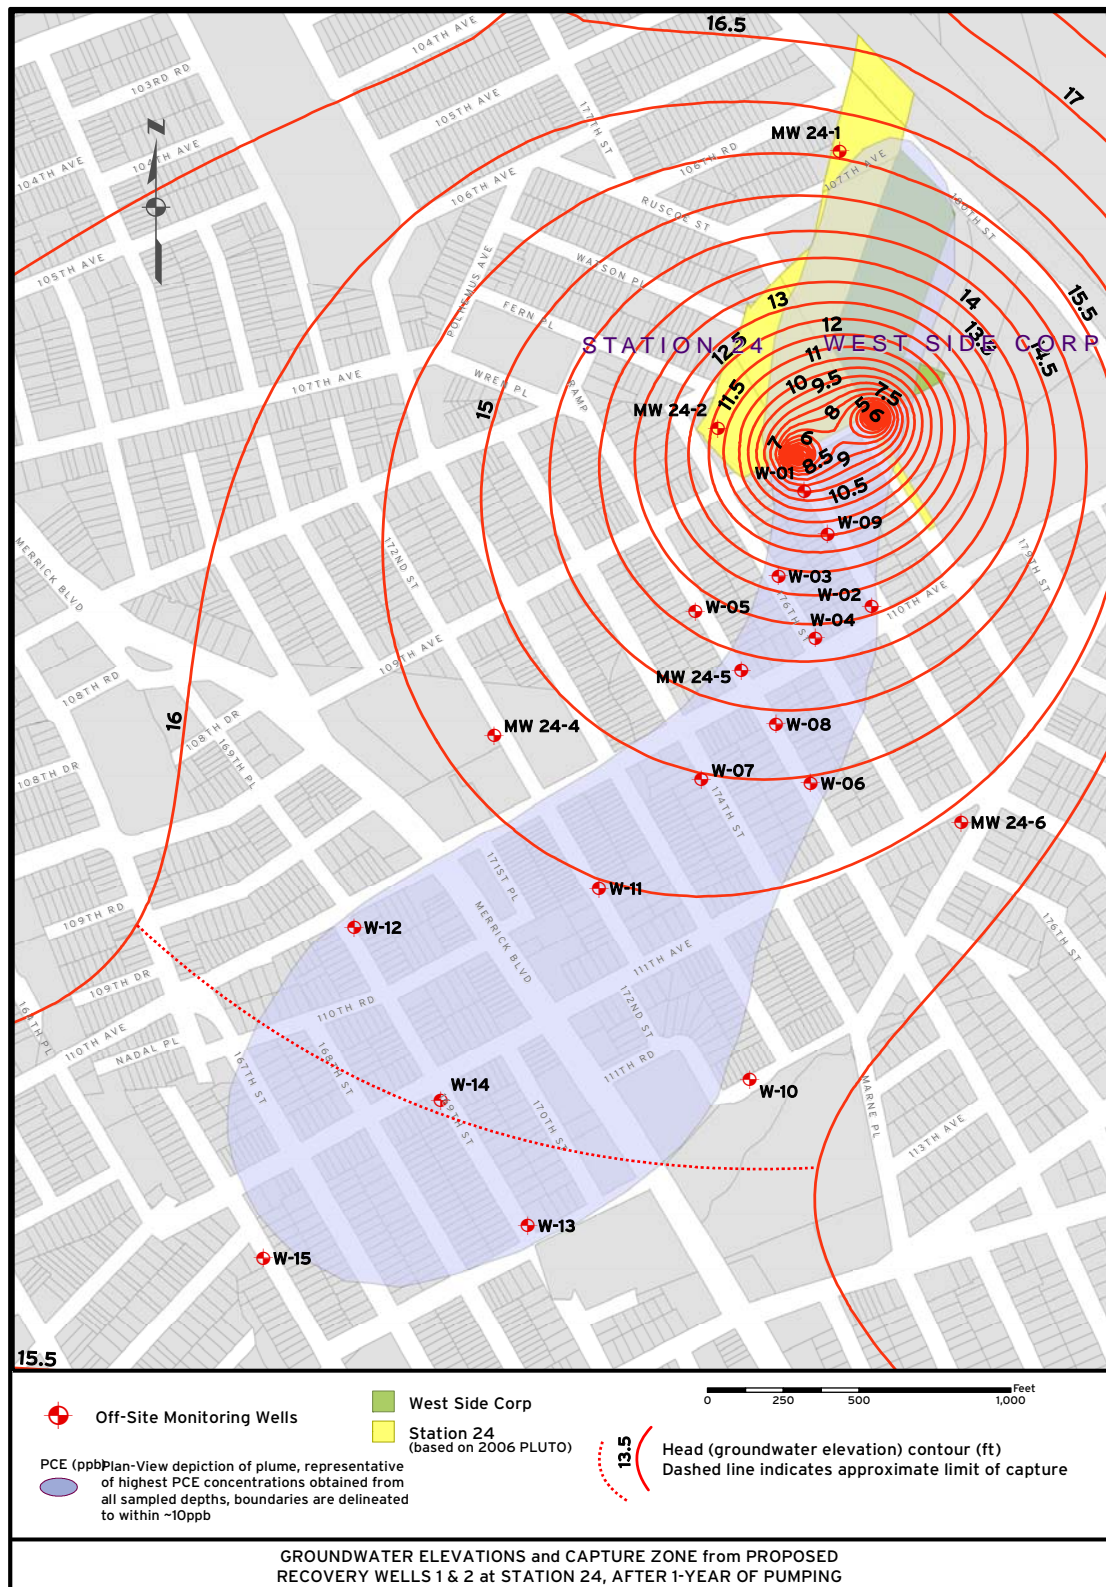 16.5
104TH AVE
103RD RD
17
105TH AVE
177TH ST
N
MW 24-1
104TH AVE
104TH AVE
106TH RD
107TH AVE
106TH AVE
180TH ST
RUSCOE ST
105TH AVE
POLHEMUS AVE
WATSON PL
13
14
15.5
FERN PL
12
12.5
STATION 24
WEST SIDE CORP
11
13.5
14.5
107TH AVE
WREN PL
RAMP
10
9.5
7.5
11.5
15
MW 24-2
8
5
6
7
6
8.5
9
W-01
10.5
W-09
MERRICK BLVD
172ND ST
179TH ST
W-03
W-02
176TH ST
110TH AVE
W-05
W-04
109TH AVE
MW 24-5
108TH RD
16
MW 24-4
W-08
108TH DR
169TH PL
108TH DR
W-07
W-06
174TH ST
MW 24-6
171ST PL
W-11
109TH RD
W-12
MERRICK BLVD
176TH ST
111TH AVE
109TH DR
110TH RD
172ND ST
164TH PL
110TH AVE
NADAL PL
168TH ST
111TH RD
167TH ST
W-14
W-10
MARNE PL
169TH ST
170TH ST
113TH AVE
W-13
W-15
15.5
Off-Site Monitoring Wells
West Side Corp
Station 24
(based on 2006 PLUTO)
Feet
0 250 500 1,000
PCE (ppb)
Plan-View depiction of plume, representative
of highest PCE concentrations obtained from
all sampled depths, boundaries are delineated
to within ~10ppb
13.5
Head (groundwater elevation) contour (ft)
Dashed line indicates approximate limit of capture
GROUNDWATER ELEVATIONS and CAPTURE ZONE from PROPOSED
RECOVERY WELLS 1 & 2 at STATION 24, AFTER 1-YEAR OF PUMPING